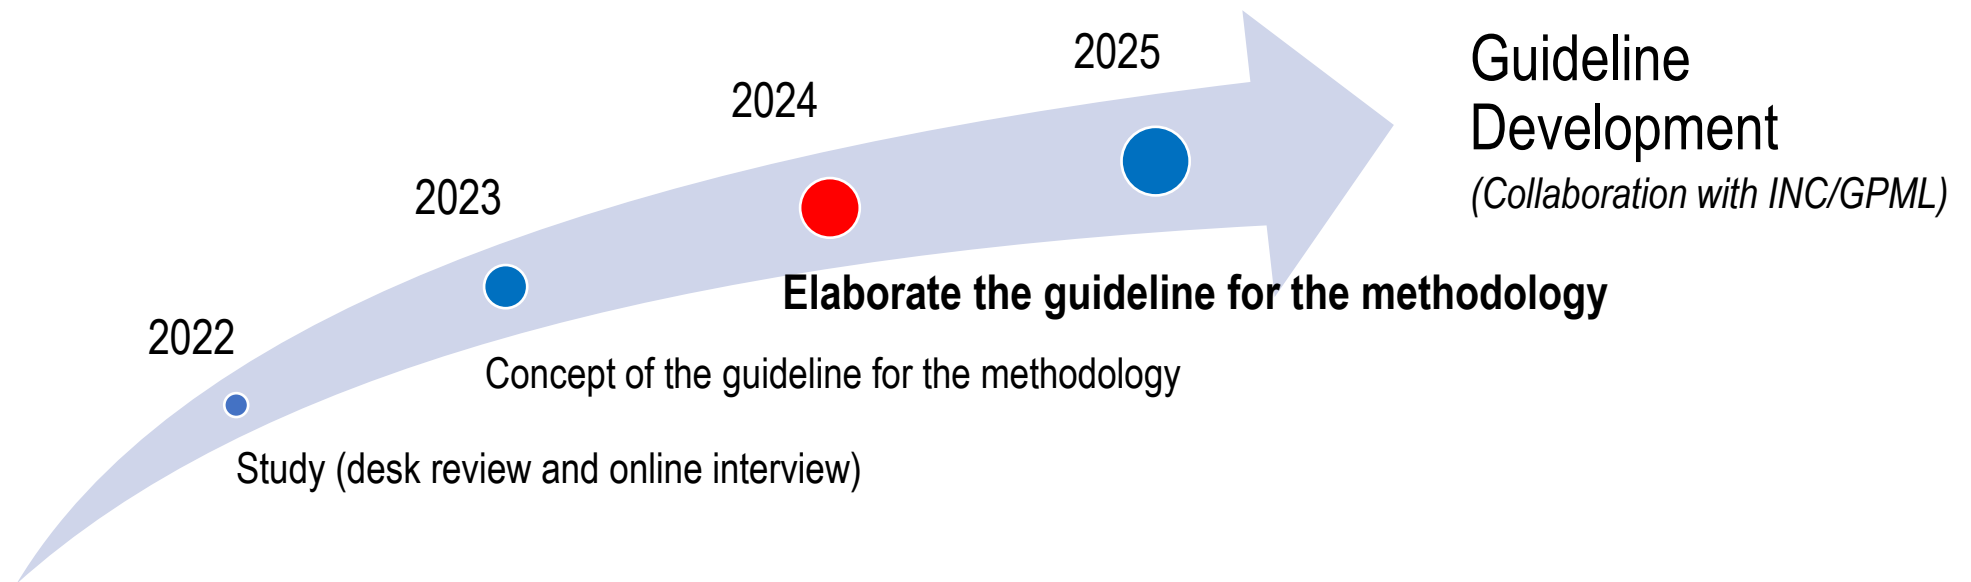 2025
Guideline
Development
(Collaboration with INC/GPML)
2024
2023
Elaborate the guideline for the methodology
2022
Concept of the guideline for the methodology
Study (desk review and online interview)